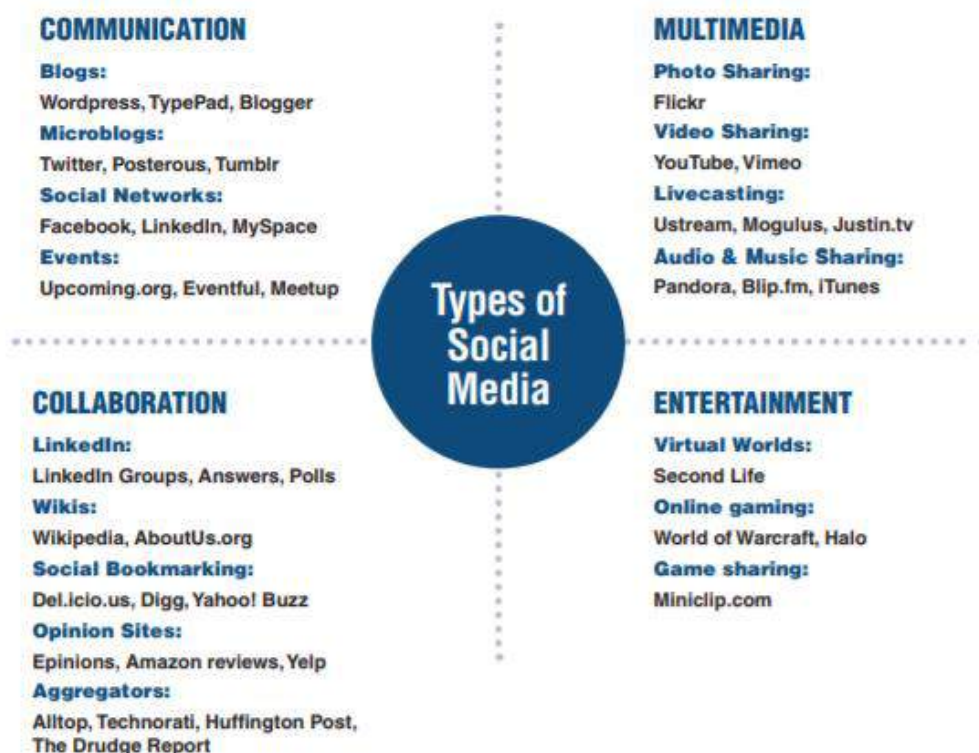 COMMUNICATION
Blogs:
Wordpress, TypePad, Blogger
Microblogs:
Twitter, Posterous, Tumblr
Social Networks:
Facebook, LinkedIn, MySpace
Events:
Upcoming.org, Eventful, Meetup
MULTIMEDIA
Photo Sharing:
Flickr
Video Sharing:
YouTube, Vimeo
Livecasting:
Ustream, Mogulus, Justin.tv
Audio & Music Sharing:
Pandora, Blip.fm, iTunes
Types of
Social
Media
COLLABORATION
LinkedIn:
LinkedIn Groups, Answers, Polls
Wikis:
Wikipedia, AboutUs.org
Social Bookmarking:
Del.icio.us, Digg, Yahoo! Buzz
Opinion Sites:
Epinions, Amazon reviews, Yelp
Aggregators:
Alltop, Technorati, Huffington Post,
The Drudge Report
ENTERTAINMENT
Virtual Worlds:
Second Life
Online gaming:
World of Warcraft, Halo
Game sharing:
Miniclip.com